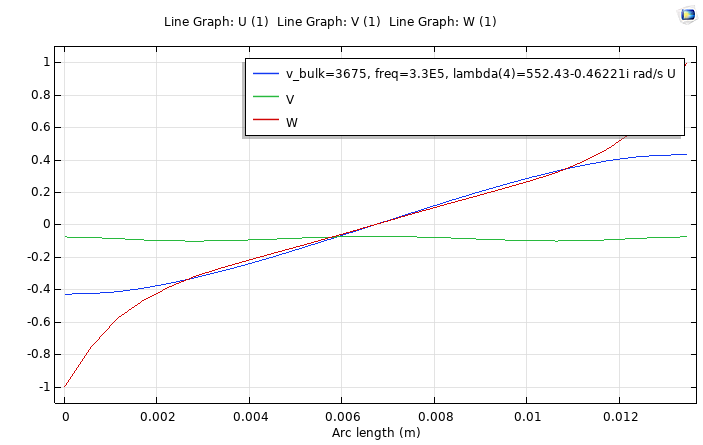 Line Graph: U (1)  Line Graph: V (1)  Line Graph: W (1)
v_bulk=3675, freq=3.3E5, lambda(4)=552.43-0.46221i rad/s U
V
W
1
0.8
0.6
0.4
0.2
0
-0.2
-0.4
-0.6
-0.8
-1
0 0.002 0.004 0.006 0.008 0.01 0.012
Arc length (m)